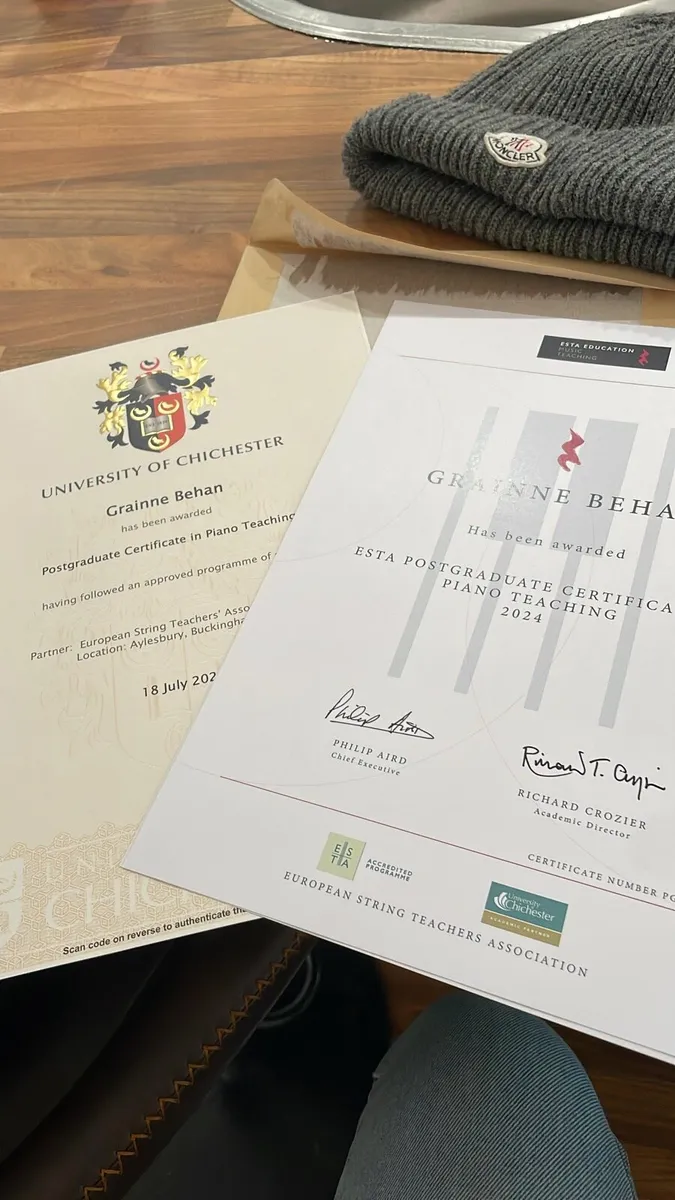 MONCLER
UNIVERSITY OF CHICHESTER
Grainne Behan
has been awarded
Postgraduate Certificate in Piano Teaching
having followed an approved programme of
Partner: European String Teachers' Asso
Location: Aylesbury, Buckingha
18 July 202
CHIC
Scan code on reverse to authenticate th
ESTA EDUCATION
MUSIC
TEACHING
GRAINNE BEHA
Has been awarded
ESTA POSTGRADUATE CERTIFICA
PIANO TEACHING
2024
PHILIP AIRD
Chief Executive
RICHARD CROZIER
Academic Director
CERTIFICATE NUMBER PG
ES
TA
ACCREDITED
PROGRAMME
University of
Chichester
ACADEMIC PARTNER
EUROPEAN STRING TEACHERS ASSOCIATION